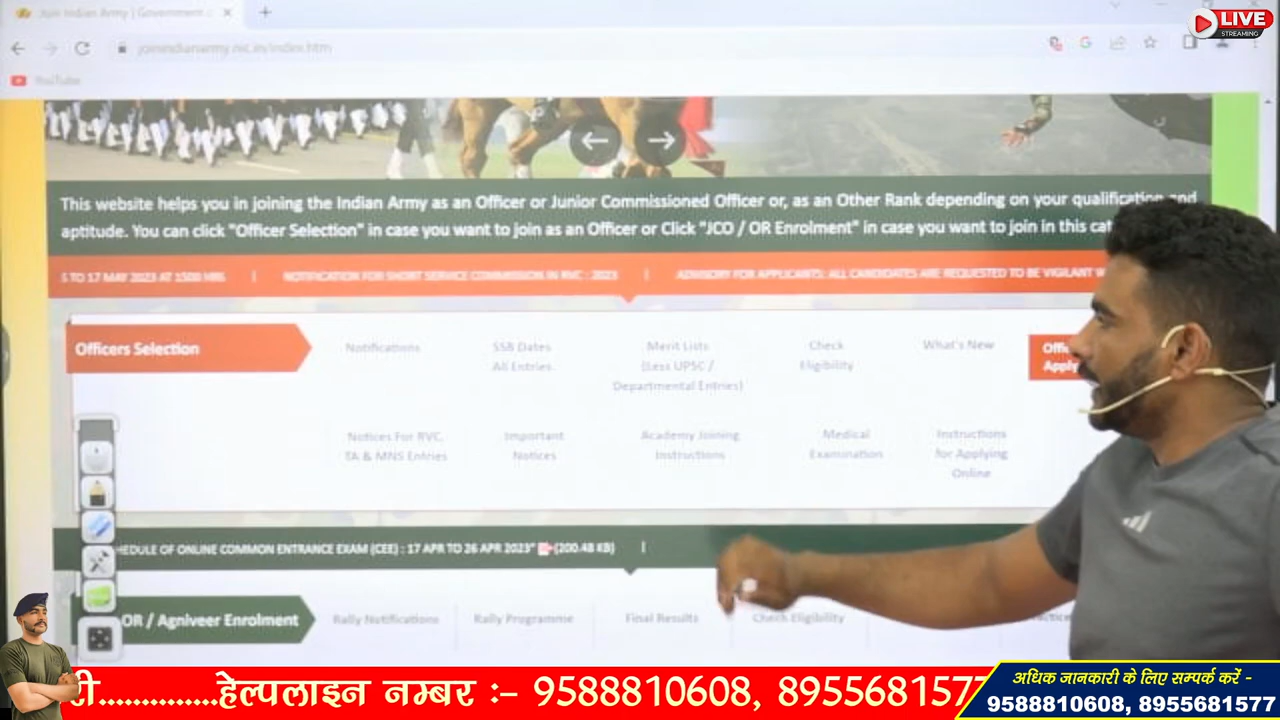 Join Indian Army | Government o
joinindianarmy.nic.in/index.htm
YouTube
LIVE
STREAMING
This website helps you in joining the Indian Army as an Officer or Junior Commissioned Officer or, as an Other Rank depending on your qualification and
aptitude. You can click "Officer Selection" in case you want to join as an Officer or Click "JCO / OR Enrolment" in case you want to join in this cat
S TO 17 MAY 2023 AT 1500 HRS | NOTIFICATION FOR SHORT SERVICE COMMISSION IN RVC : 2023 | ADVISORY FOR APPLICANTS: ALL CANDIDATES ARE REQUESTED TO BE VIGILANT
Officers Selection
Notifications
SSB Dates
All Entries
Merit Lists
(Less UPSC /
Departmental Entries)
Check
Eligibility
What's New
Offic
Apply
Notices For RVC,
TA & MNS Entries
Important
Notices
Academy Joining
Instructions
Medical
Examination
Instructions
for Applying
Online
HEDULE OF ONLINE COMMON ENTRANCE EXAM (CEE) : 17 APR TO 26 APR 2023" (200.48 KB) |
OR / Agniveer Enrolment
Rally Notifications
Rally Programme
Final Results
Check Eligibility
ी.............हेल्पलाइन नम्बर :– 9588810608, 8955681577
अधिक जानकारी के लिए सम्पर्क करें -
9588810608, 8955681577